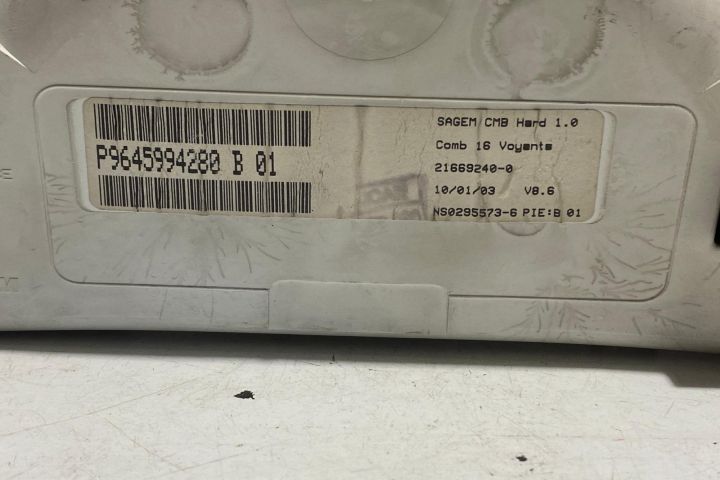 P9645994280 B 01
SAGEM CMB Hard 1.0
Comb 16 Voyants
21669240-0
10/01/03 V8.6
NS0295573-6 PIE:B 01